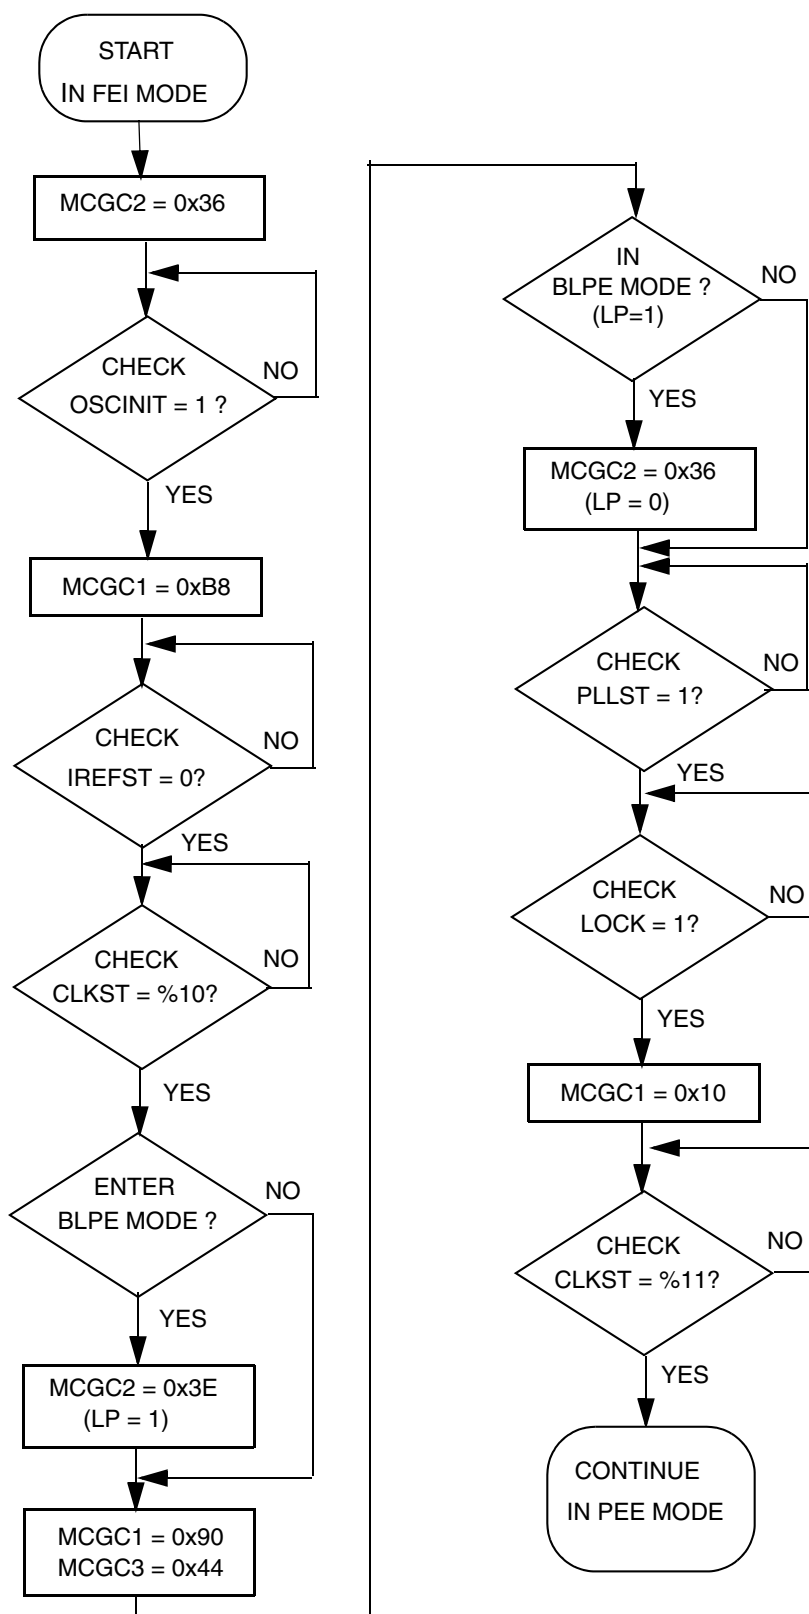 START
IN FEI MODE
MCGC2 = 0x36
CHECK
OSCINIT = 1 ?
NO
YES
MCGC1 = 0xB8
CHECK
IREFST = 0?
NO
YES
CHECK
CLKST = %10?
NO
YES
ENTER
BLPE MODE ?
NO
YES
MCGC2 = 0x3E
(LP = 1)
MCGC1 = 0x90
MCGC3 = 0x44
IN
BLPE MODE ?
(LP=1)
NO
YES
MCGC2 = 0x36
(LP = 0)
CHECK
PLLST = 1?
NO
YES
CHECK
LOCK = 1?
NO
YES
MCGC1 = 0x10
CHECK
CLKST = %11?
NO
YES
CONTINUE
IN PEE MODE